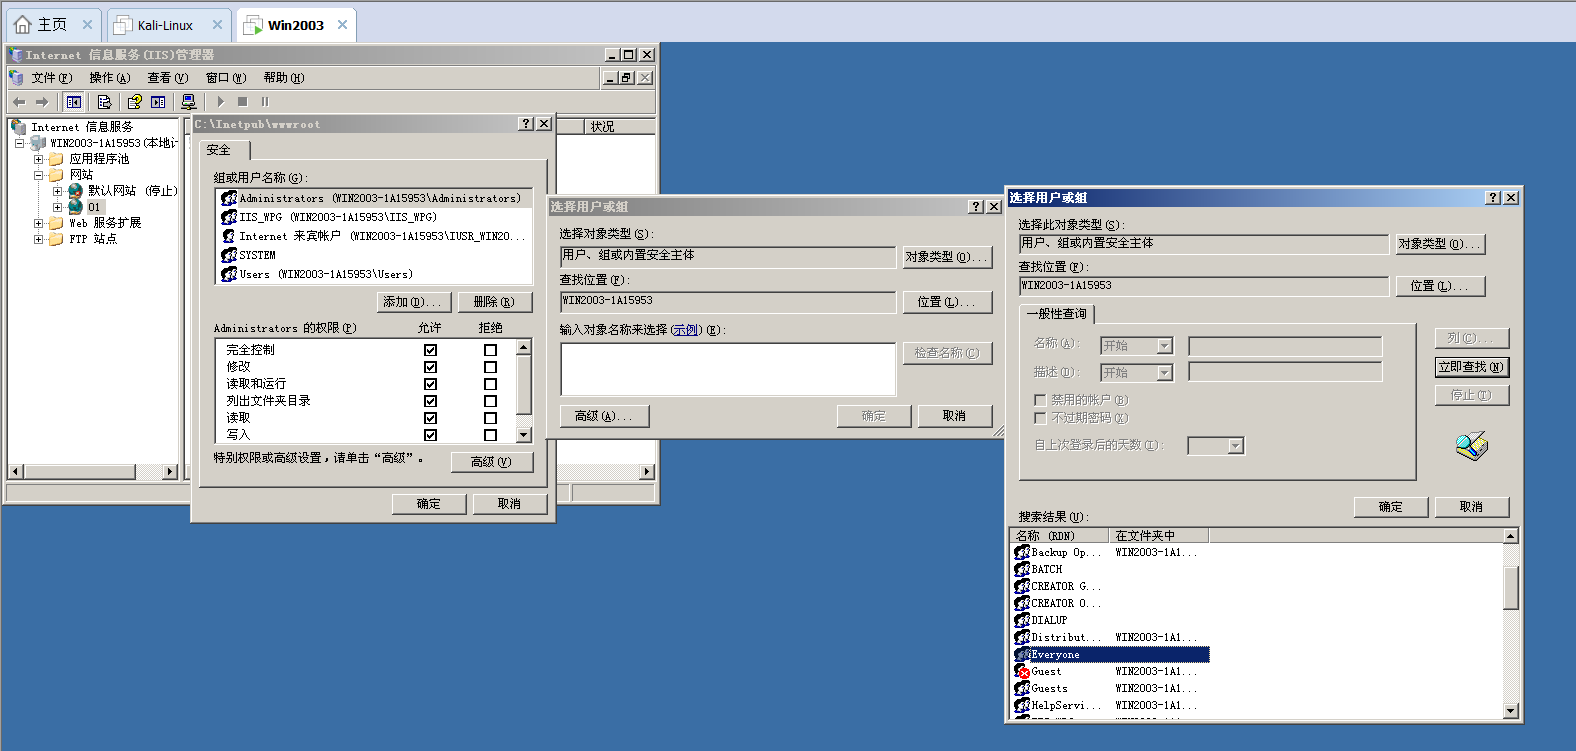 主页
Kali-Linux
Win2003
Internet 信息服务(IIS)管理器
文件(F) 操作(A) 查看(V) 窗口(W) 帮助(H)
Internet 信息服务
WIN2003-1A15953(本地计
应用程序池
网站
默认网站 (停止)
01
Web 服务扩展
FTP 站点
状况
C:\Inetpub\wwwroot
安全
组或用户名称(G):
Administrators (WIN2003-1A15953\Administrators)
IIS_WPG (WIN2003-1A15953\IIS_WPG)
Internet 来宾帐户 (WIN2003-1A15953\IUSR_WIN20...
SYSTEM
Users (WIN2003-1A15953\Users)
添加(D)... 删除(R)
Administrators 的权限(P) 允许 拒绝
完全控制
修改
读取和运行
列出文件夹目录
读取
写入
特别权限或高级设置,请单击“高级”。
高级(V)
确定 取消
选择用户或组
选择对象类型(S):
用户、组或内置安全主体
对象类型(O)...
查找位置(F):
WIN2003-1A15953
位置(L)...
输入对象名称来选择(示例)(E):
检查名称(C)
高级(A)... 确定 取消
选择用户或组
选择此对象类型(S):
用户、组或内置安全主体
对象类型(O)...
查找位置(F):
WIN2003-1A15953
位置(L)...
一般性查询
名称(A): 开始
描述(D): 开始
禁用的帐户(B)
不过期密码(X)
自上次登录后的天数(I):
列(C)...
立即查找(N)
停止(T)
确定 取消
搜索结果(U):
名称 (RDN) 在文件夹中
Backup Op... WIN2003-1A1...
BATCH
CREATOR G...
CREATOR O...
DIALUP
Distribut... WIN2003-1A1...
Everyone
Guest WIN2003-1A1...
Guests WIN2003-1A1...
HelpServi... WIN2003-1A1...